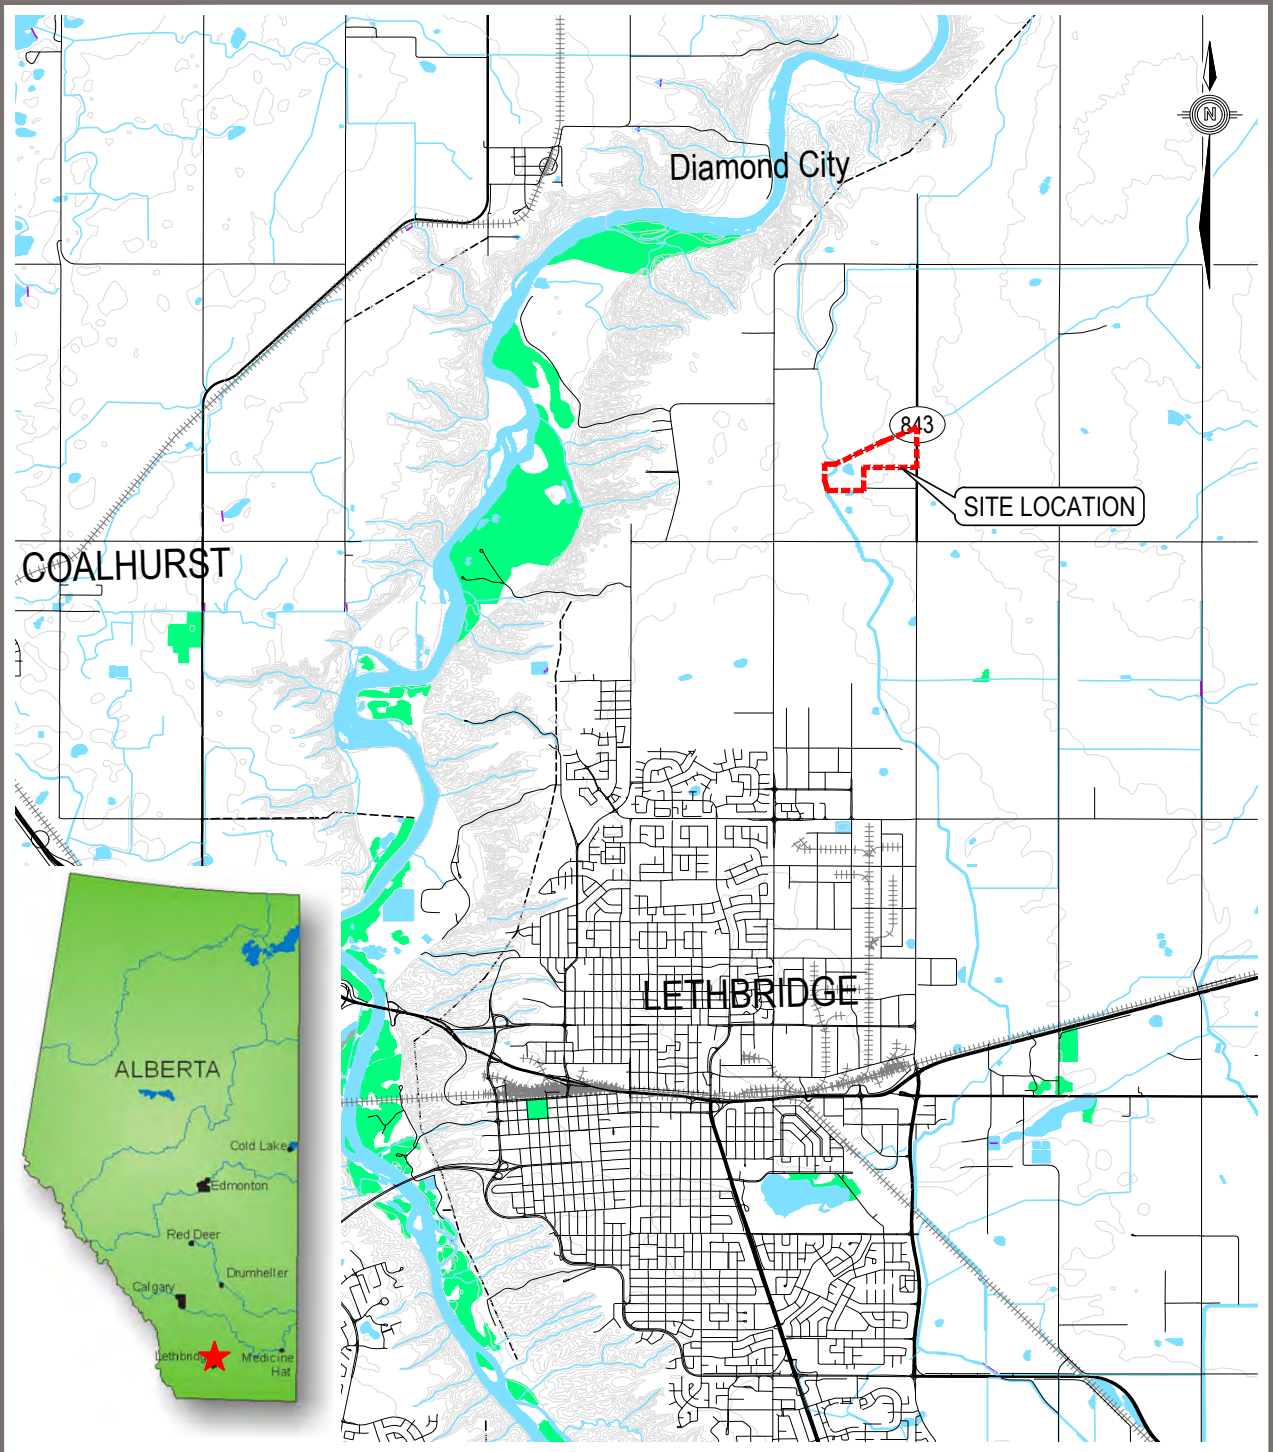 N
Diamond City
843
SITE LOCATION
COALHURST
LETHBRIDGE
ALBERTA
Cold Lake
Edmonton
Red Deer
Drumheller
Calgary
Lethbridge
Medicine
Hat